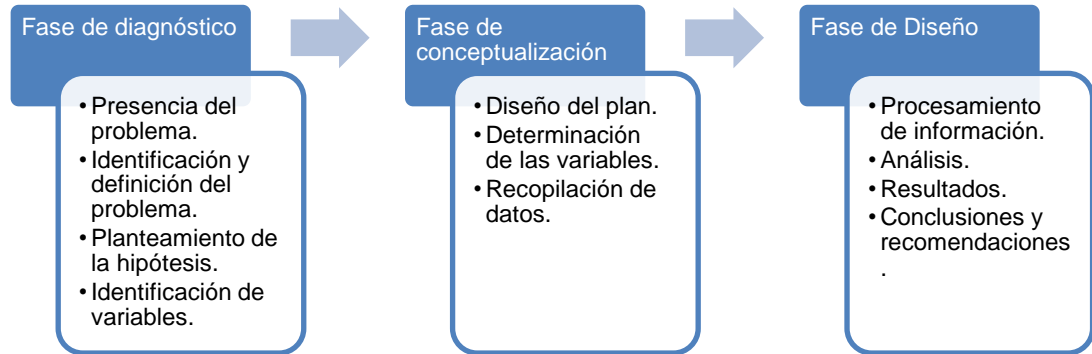 Fase de diagnóstico
• Presencia del
problema.
• Identificación y
definición del
problema.
• Planteamiento de
la hipótesis.
• Identificación de
variables.
Fase de
conceptualización
• Diseño del plan.
• Determinación
de las variables.
• Recopilación de
datos.
Fase de Diseño
• Procesamiento
de información.
• Análisis.
• Resultados.
• Conclusiones y
recomendaciones
.